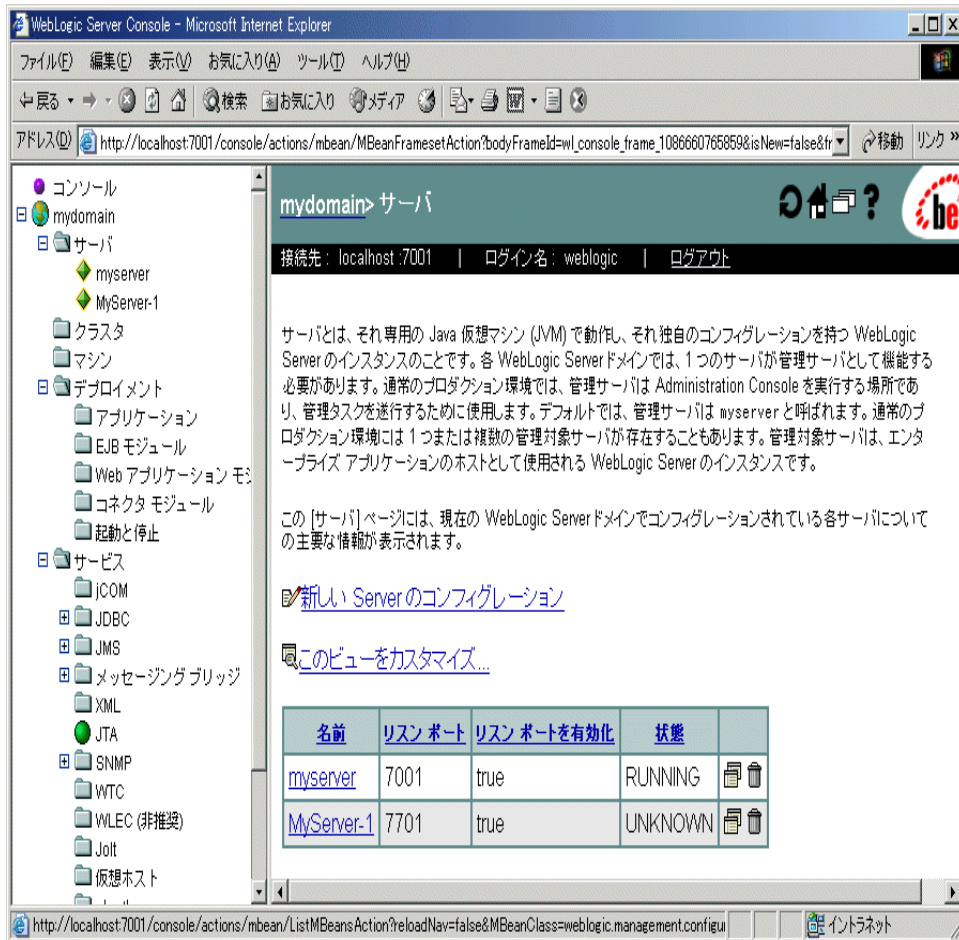 WebLogic Server Console - Microsoft Internet Explorer
ファイル(F) 編集(E) 表示(V) お気に入り(A) ツール(T) ヘルプ(H)
戻る 検索 お気に入り メディア
アドレス(D) http://localhost:7001/console/actions/mbean/MBeanFramesetAction?bodyFrameId=wl_console_frame_1086660765859&isNew=false&fr 移動 リンク »
コンソール
mydomain
サーバ
myserver
MyServer-1
クラスタ
マシン
デプロイメント
アプリケーション
EJB モジュール
Web アプリケーション モジ
コネクタ モジュール
起動と停止
サービス
jCOM
JDBC
JMS
メッセージング ブリッジ
XML
JTA
SNMP
WTC
WLEC (非推奨)
Jolt
仮想ホスト
mydomain> サーバ
?
be
接続先 : localhost :7001 | ログイン名 : weblogic | ログアウト
サーバとは、それ専用の Java 仮想マシン (JVM) で動作し、それ独自のコンフィグレーションを持つ WebLogic
Server のインスタンスのことです。各 WebLogic Server ドメインでは、1 つのサーバが管理サーバとして機能する
必要があります。通常のプロダクション環境では、管理サーバは Administration Console を実行する場所であ
り、管理タスクを遂行するために使用します。デフォルトでは、管理サーバは myserver と呼ばれます。通常のプ
ロダクション環境には 1 つまたは複数の管理対象サーバが存在することもあります。管理対象サーバは、エンタ
ープライズ アプリケーションのホストとして使用される WebLogic Server のインスタンスです。
この [サーバ] ページには、現在の WebLogic Server ドメインでコンフィグレーションされている各サーバについて
の主要な情報が表示されます。
新しい Server のコンフィグレーション
このビューをカスタマイズ...
名前 リスン ポート リスン ポートを有効化 状態
myserver 7001 true RUNNING
MyServer-1 7701 true UNKNOWN
http://localhost:7001/console/actions/mbean/ListMBeansAction?reloadNav=false&MBeanClass=weblogic.management.configu イントラネット